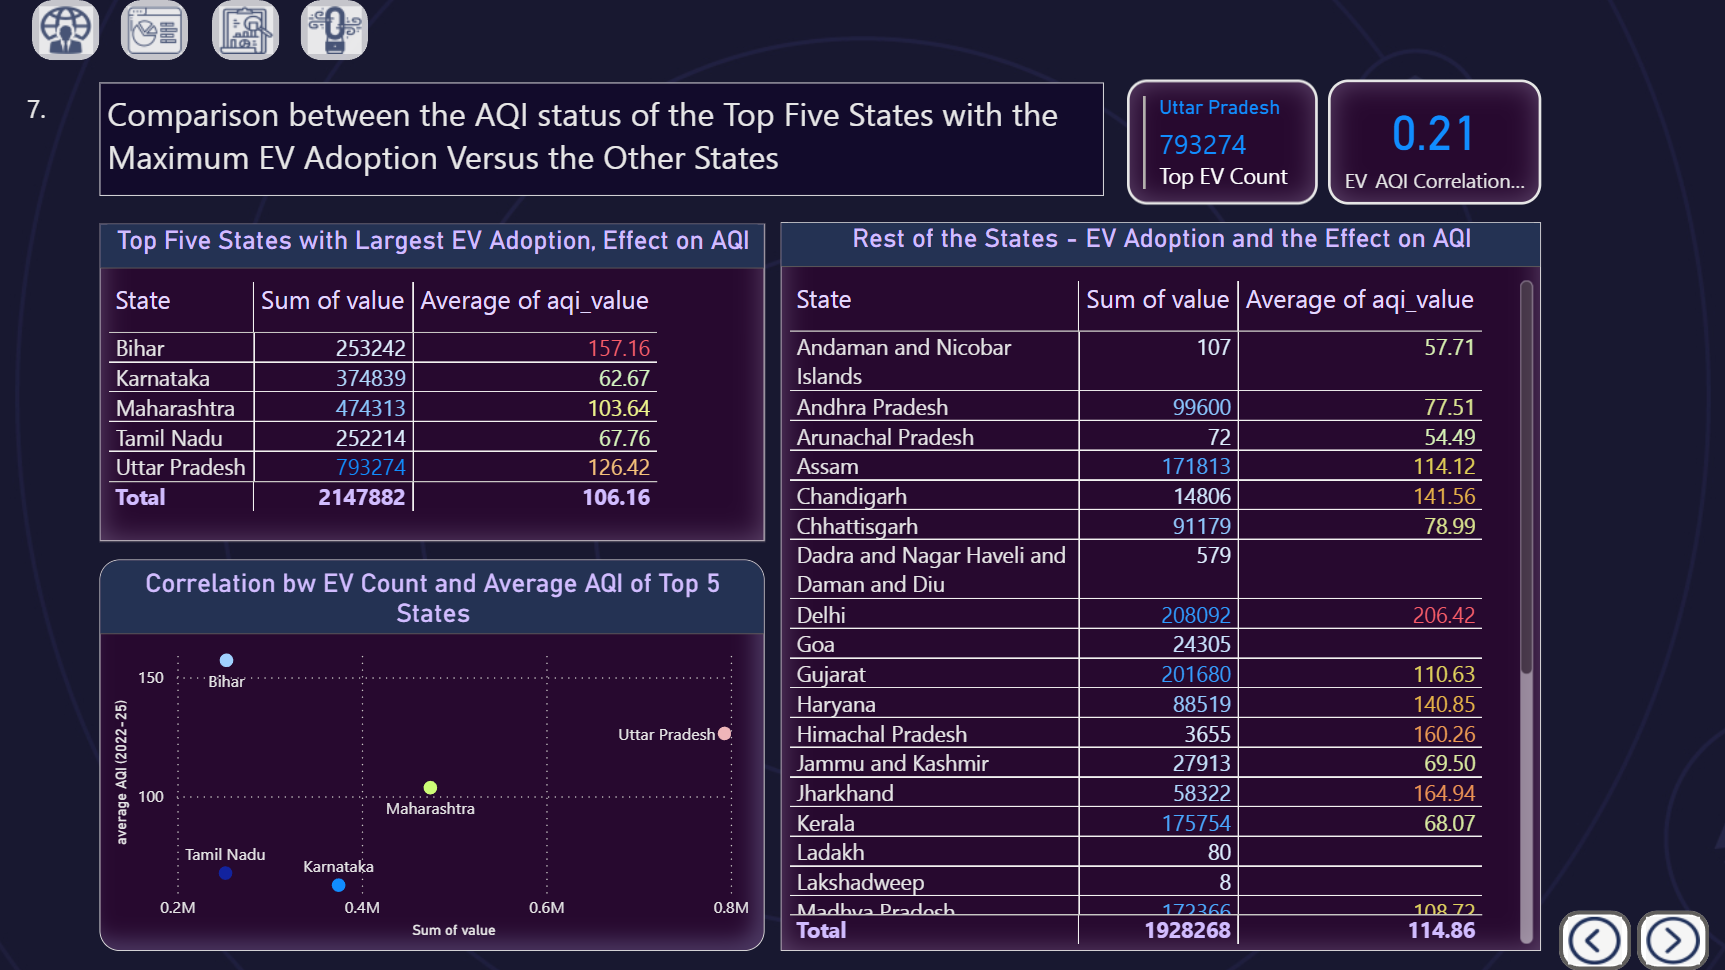 7.
Comparison between the AQI status of the Top Five States with the
Maximum EV Adoption Versus the Other States
Uttar Pradesh
793274
Top EV Count
0.21
EV AQI Correlation...
Top Five States with Largest EV Adoption, Effect on AQI
State Sum of value Average of aqi_value
Bihar 253242 157.16
Karnataka 374839 62.67
Maharashtra 474313 103.64
Tamil Nadu 252214 67.76
Uttar Pradesh 793274 126.42
Total 2147882 106.16
Correlation bw EV Count and Average AQI of Top 5
States
average AQI (2022-25)
150
100
Bihar
Uttar Pradesh
Maharashtra
Tamil Nadu
Karnataka
0.2M 0.4M 0.6M 0.8M
Sum of value
Rest of the States - EV Adoption and the Effect on AQI
State Sum of value Average of aqi_value
Andaman and Nicobar 107 57.71
Islands
Andhra Pradesh 99600 77.51
Arunachal Pradesh 72 54.49
Assam 171813 114.12
Chandigarh 14806 141.56
Chhattisgarh 91179 78.99
Dadra and Nagar Haveli and 579
Daman and Diu
Delhi 208092 206.42
Goa 24305
Gujarat 201680 110.63
Haryana 88519 140.85
Himachal Pradesh 3655 160.26
Jammu and Kashmir 27913 69.50
Jharkhand 58322 164.94
Kerala 175754 68.07
Ladakh 80
Lakshadweep 8
Madhya Pradesh 172366 108.72
Total 1928268 114.86